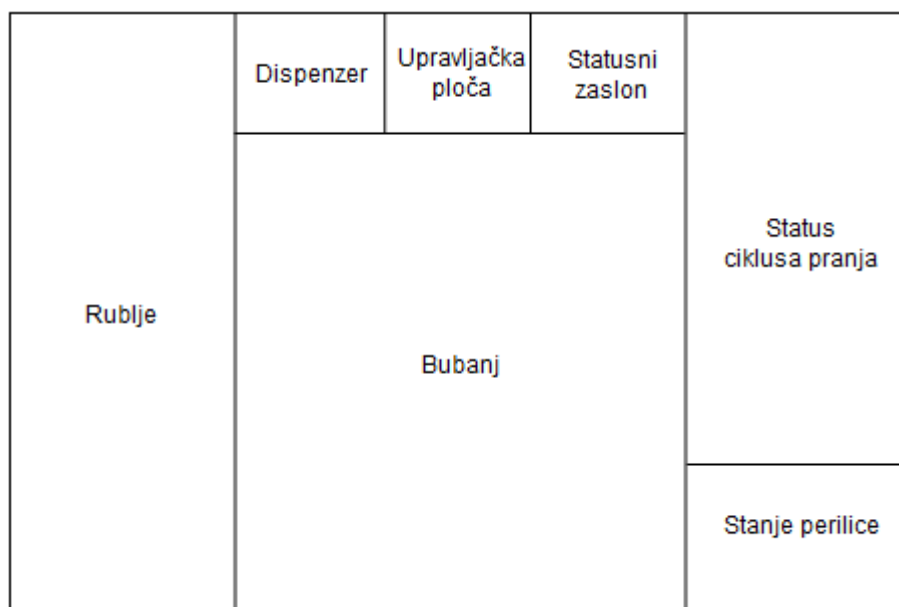 Rublje
Dispenzer
Upravljačka
ploča
Statusni
zaslon
Bubanj
Status
ciklusa pranja
Stanje perilice